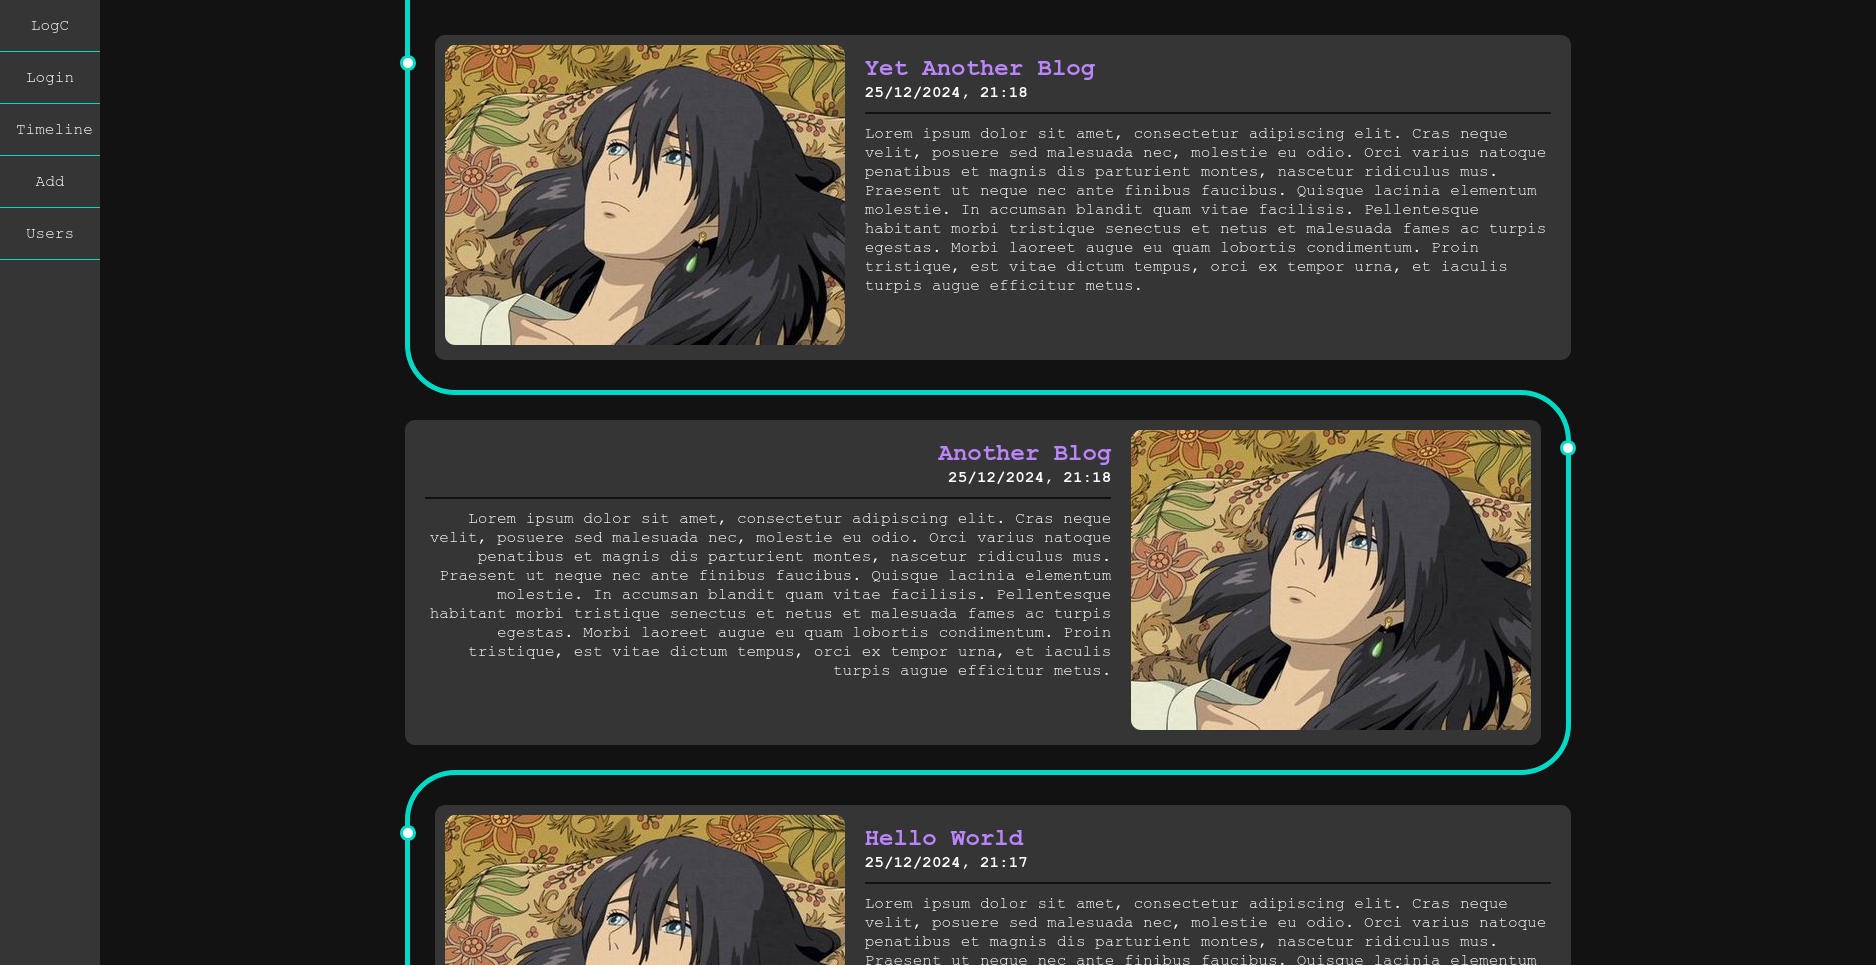 LogC
Login
Timeline
Add
Users
Yet Another Blog
25/12/2024, 21:18
Lorem ipsum dolor sit amet, consectetur adipiscing elit. Cras neque
velit, posuere sed malesuada nec, molestie eu odio. Orci varius natoque
penatibus et magnis dis parturient montes, nascetur ridiculus mus.
Praesent ut neque nec ante finibus faucibus. Quisque lacinia elementum
molestie. In accumsan blandit quam vitae facilisis. Pellentesque
habitant morbi tristique senectus et netus et malesuada fames ac turpis
egestas. Morbi laoreet augue eu quam lobortis condimentum. Proin
tristique, est vitae dictum tempus, orci ex tempor urna, et iaculis
turpis augue efficitur metus.
Another Blog
25/12/2024, 21:18
Lorem ipsum dolor sit amet, consectetur adipiscing elit. Cras neque
velit, posuere sed malesuada nec, molestie eu odio. Orci varius natoque
penatibus et magnis dis parturient montes, nascetur ridiculus mus.
Praesent ut neque nec ante finibus faucibus. Quisque lacinia elementum
molestie. In accumsan blandit quam vitae facilisis. Pellentesque
habitant morbi tristique senectus et netus et malesuada fames ac turpis
egestas. Morbi laoreet augue eu quam lobortis condimentum. Proin
tristique, est vitae dictum tempus, orci ex tempor urna, et iaculis
turpis augue efficitur metus.
Hello World
25/12/2024, 21:17
Lorem ipsum dolor sit amet, consectetur adipiscing elit. Cras neque
velit, posuere sed malesuada nec, molestie eu odio. Orci varius natoque
penatibus et magnis dis parturient montes, nascetur ridiculus mus.
Praesent ut neque nec ante finibus faucibus. Quisque lacinia elementum